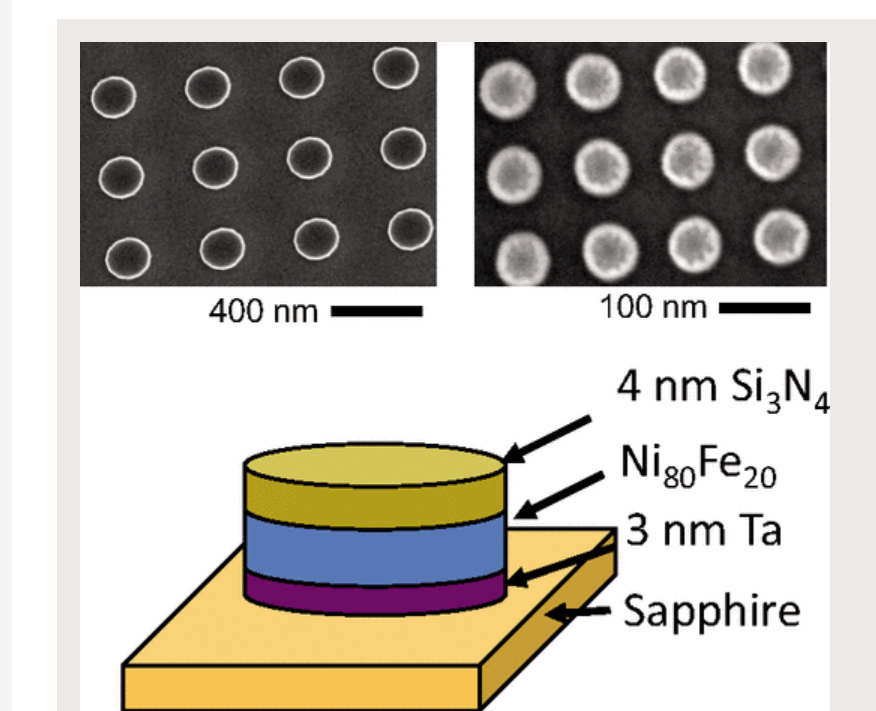 400 nm
100 nm
4 nm Si₃N₄
Ni₈₀Fe₂₀
3 nm Ta
Sapphire